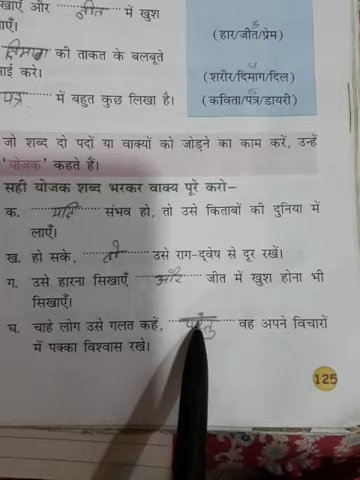 खाएँ और ......जीत...... में खुश
एँ।
दिमाग की ताकत के बलबूते
ाई करे।
पत्र ...... में बहुत कुछ लिखा है।
(हार/जीत/प्रेम)
(शरीर/दिमाग/दिल)
(कविता/पत्र/डायरी)
जो शब्द दो पदों या वाक्यों को जोड़ने का काम करें, उन्हें
'योजक' कहते हैं।
सही योजक शब्द भरकर वाक्य पूरे करो–
क. ......यदि...... संभव हो, तो उसे किताबों की दुनिया में
लाएँ।
ख. हो सके, ......तो...... उसे राग-द्वेष से दूर रखें।
ग. उसे हारना सिखाएँ ......और...... जीत में खुश होना भी
सिखाएँ।
घ. चाहे लोग उसे गलत कहें, ......परंतु...... वह अपने विचारों
में पक्का विश्वास रखे।
125